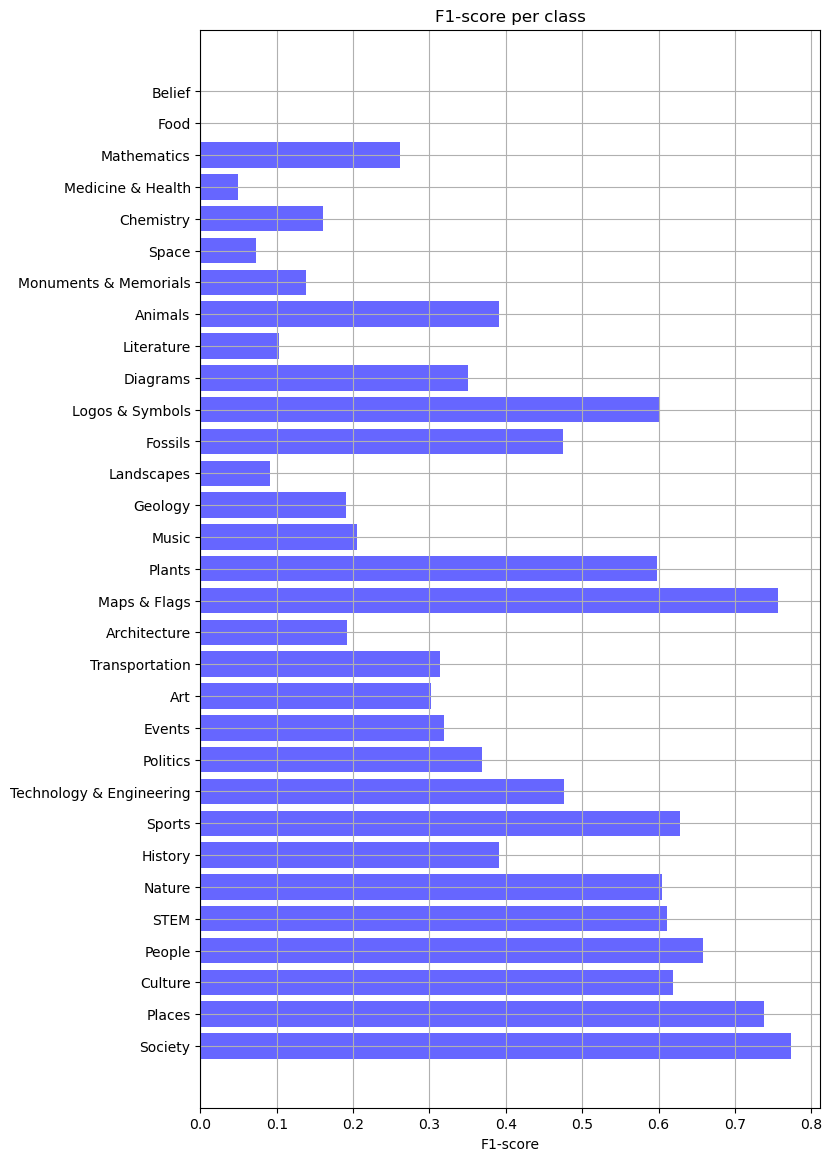 F1-score per class
Belief
Food
Mathematics
Medicine & Health
Chemistry
Space
Monuments & Memorials
Animals
Literature
Diagrams
Logos & Symbols
Fossils
Landscapes
Geology
Music
Plants
Maps & Flags
Architecture
Transportation
Art
Events
Politics
Technology & Engineering
Sports
History
Nature
STEM
People
Culture
Places
Society
0.0 0.1 0.2 0.3 0.4 0.5 0.6 0.7 0.8
F1-score